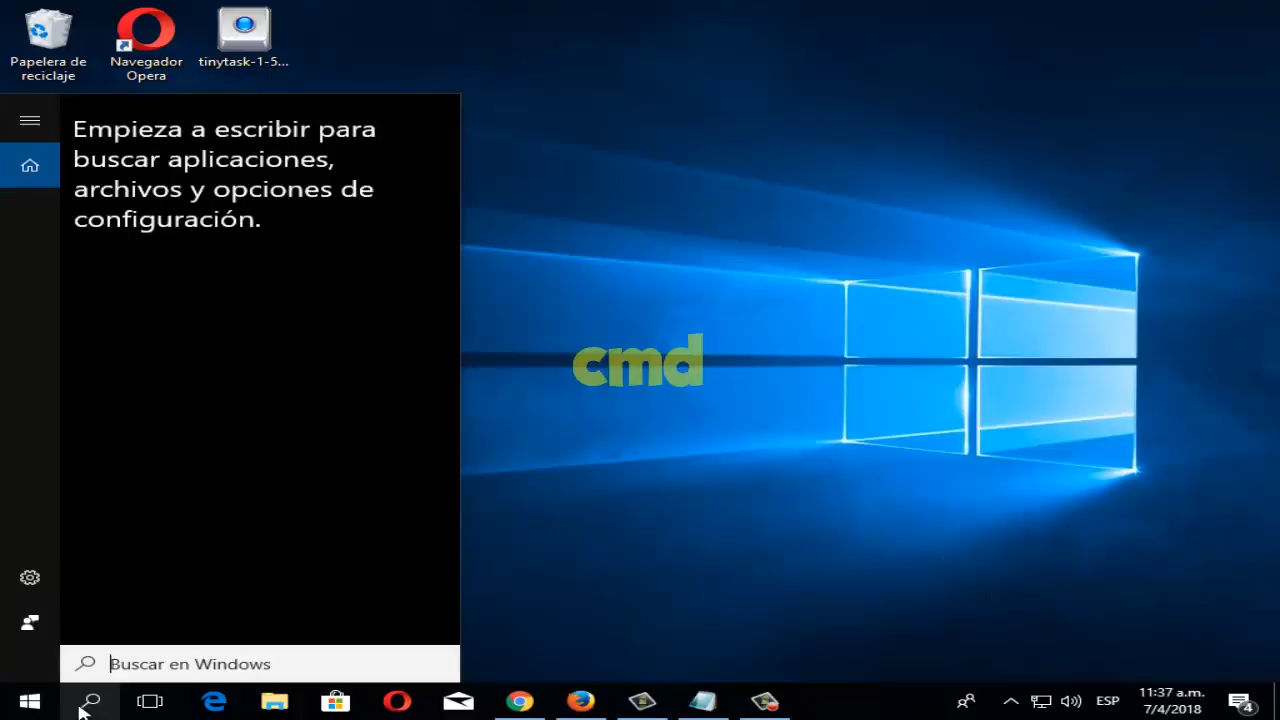 Papelera de
reciclaje
Navegador
Opera
tinytask-1-5...
Empieza a escribir para
buscar aplicaciones,
archivos y opciones de
configuración.
cmd
Buscar en Windows
ESP
11:37 a.m.
7/4/2018
4